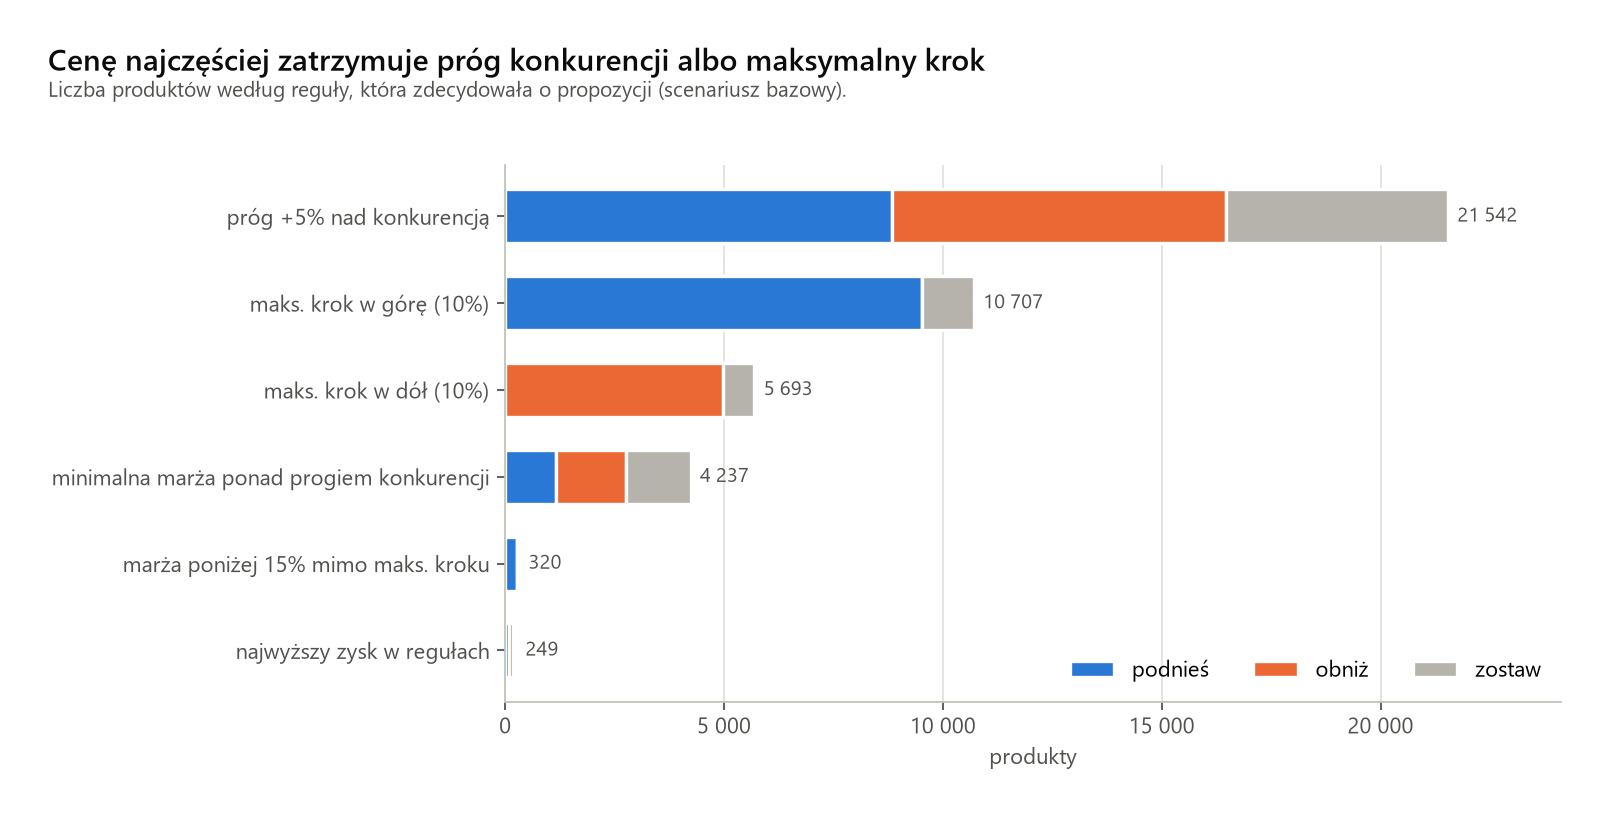 Cenę najczęściej zatrzymuje próg konkurencji albo maksymalny krok
Liczba produktów według reguły, która zdecydowała o propozycji (scenariusz bazowy).
próg +5% nad konkurencją
21 542
maks. krok w górę (10%)
10 707
maks. krok w dół (10%)
5 693
minimalna marża ponad progiem konkurencji
4 237
marża poniżej 15% mimo maks. kroku
320
najwyższy zysk w regułach
249
podnieś
obniż
zostaw
0
5 000
10 000
15 000
20 000
produkty